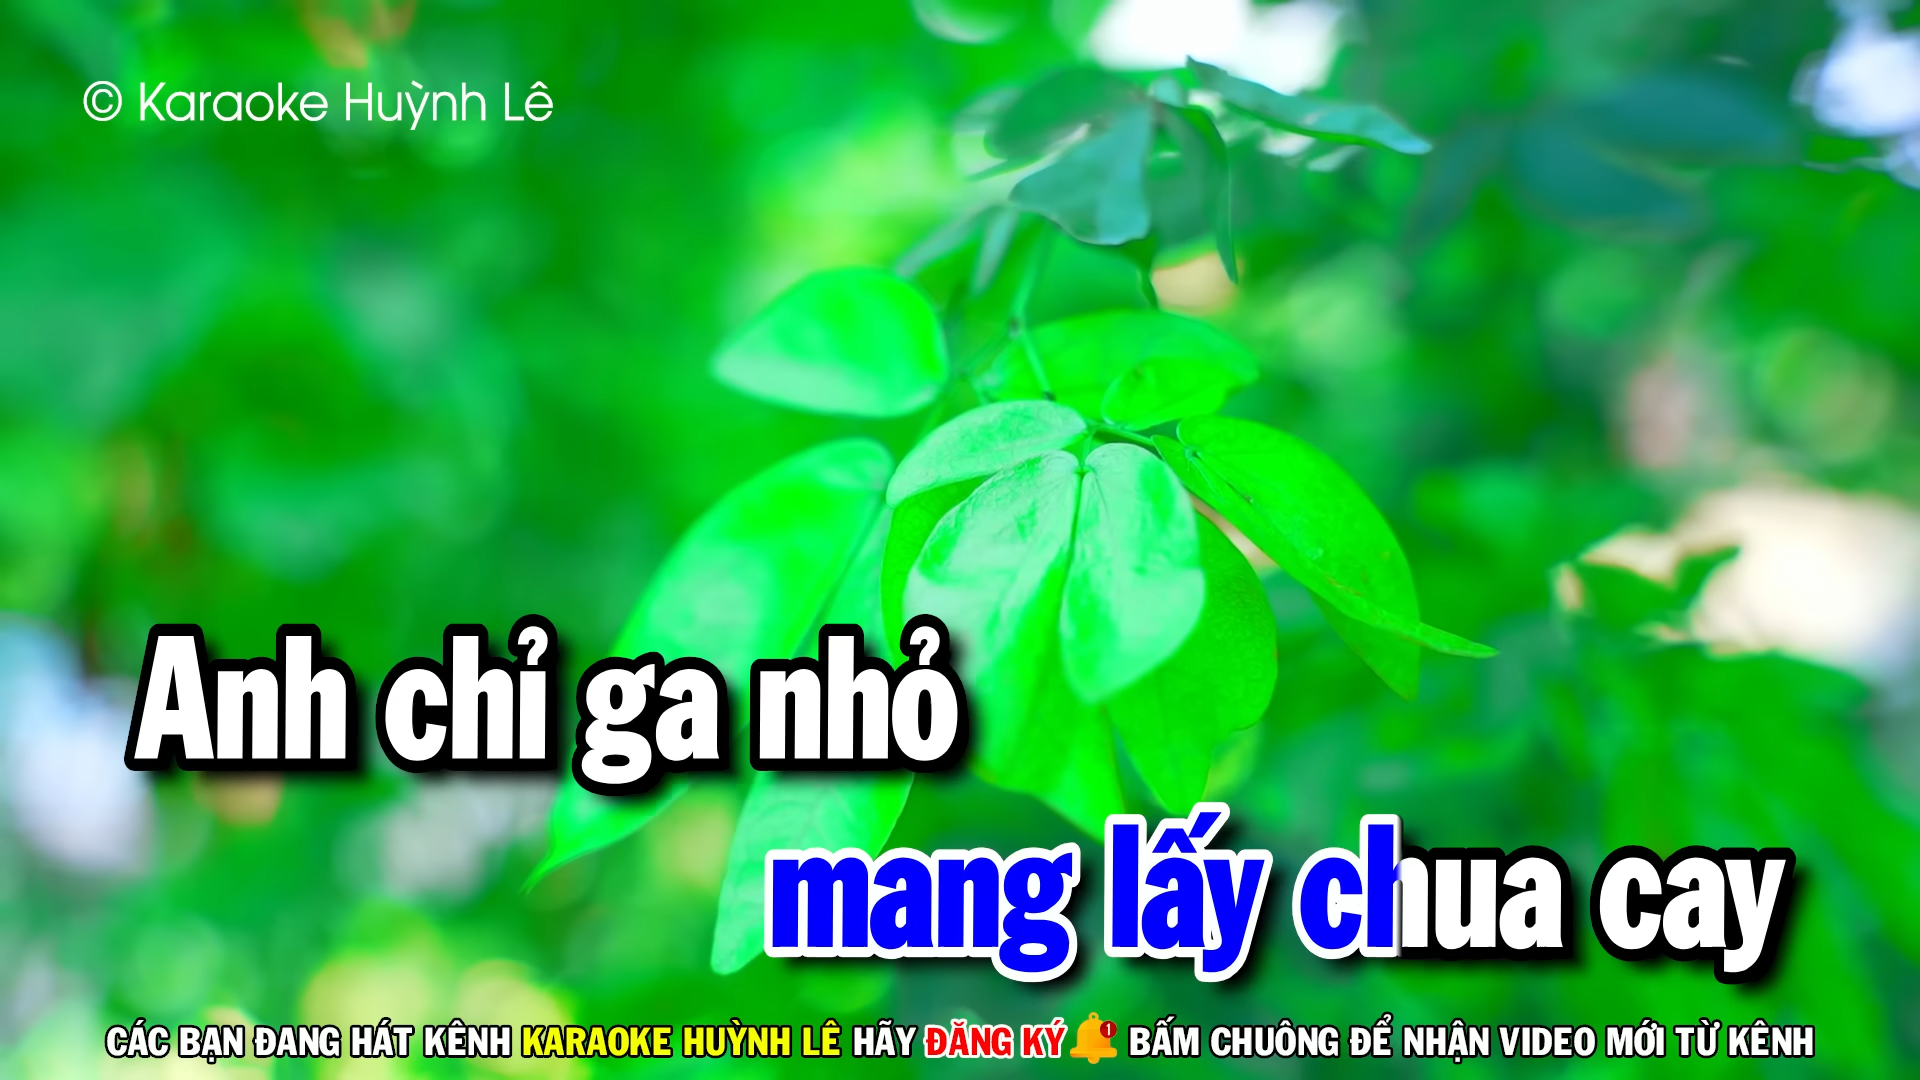 © Karaoke Huỳnh Lê
Anh chỉ ga nhỏ
mang lấy chua cay
CÁC BẠN ĐANG HÁT KÊNH KARAOKE HUỲNH LÊ HÃY ĐĂNG KÝ 1 BẤM CHUÔNG ĐỂ NHẬN VIDEO MỚI TỪ KÊNH